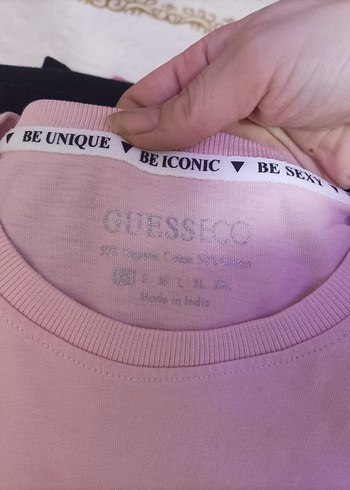 BE UNIQUE ▼ BE ICONIC ▼ BE SEXY ▼
GUESSECO
50% Organic Cotton 50% Cotton
XS S M L XL XXL
Made in India